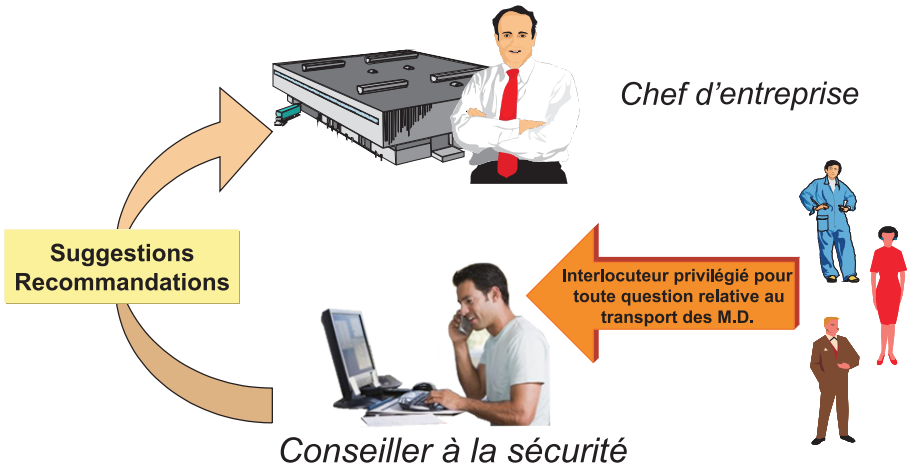 Chef d'entreprise
Suggestions
Recommandations
Interlocuteur privilégié pour
toute question relative au
transport des M.D.
Conseiller à la sécurité